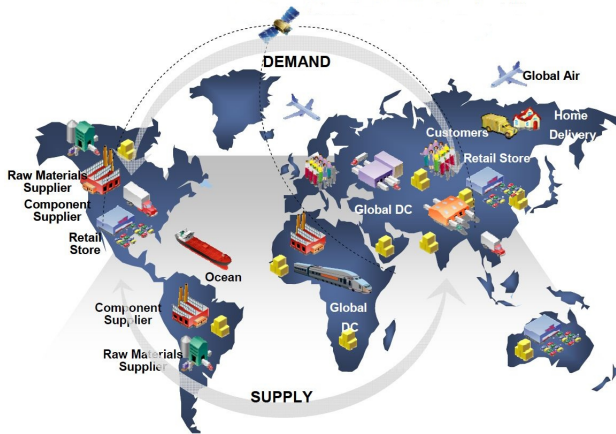 DEMAND
Global Air
Home
Delivery
Customers
Retail Store
Raw Materials
Supplier
Component
Supplier
Retail
Store
Global DC
Ocean
Global
DC
Component
Supplier
Raw Materials
Supplier
SUPPLY